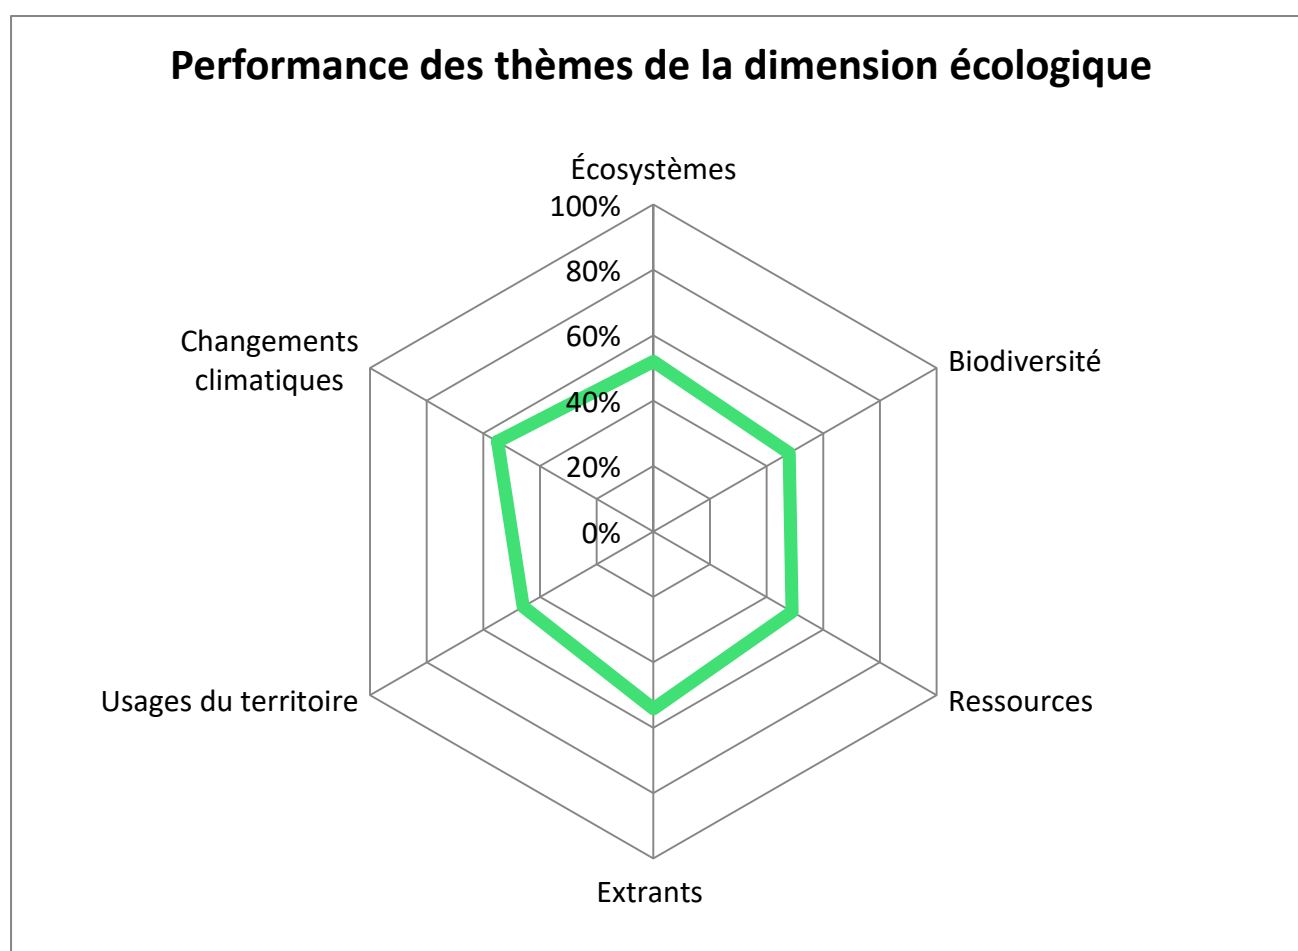 Performance des thèmes de la dimension écologique
Écosystèmes
100%
80%
60%
40%
20%
0%
Changements
climatiques
Biodiversité
Usages du territoire
Ressources
Extrants